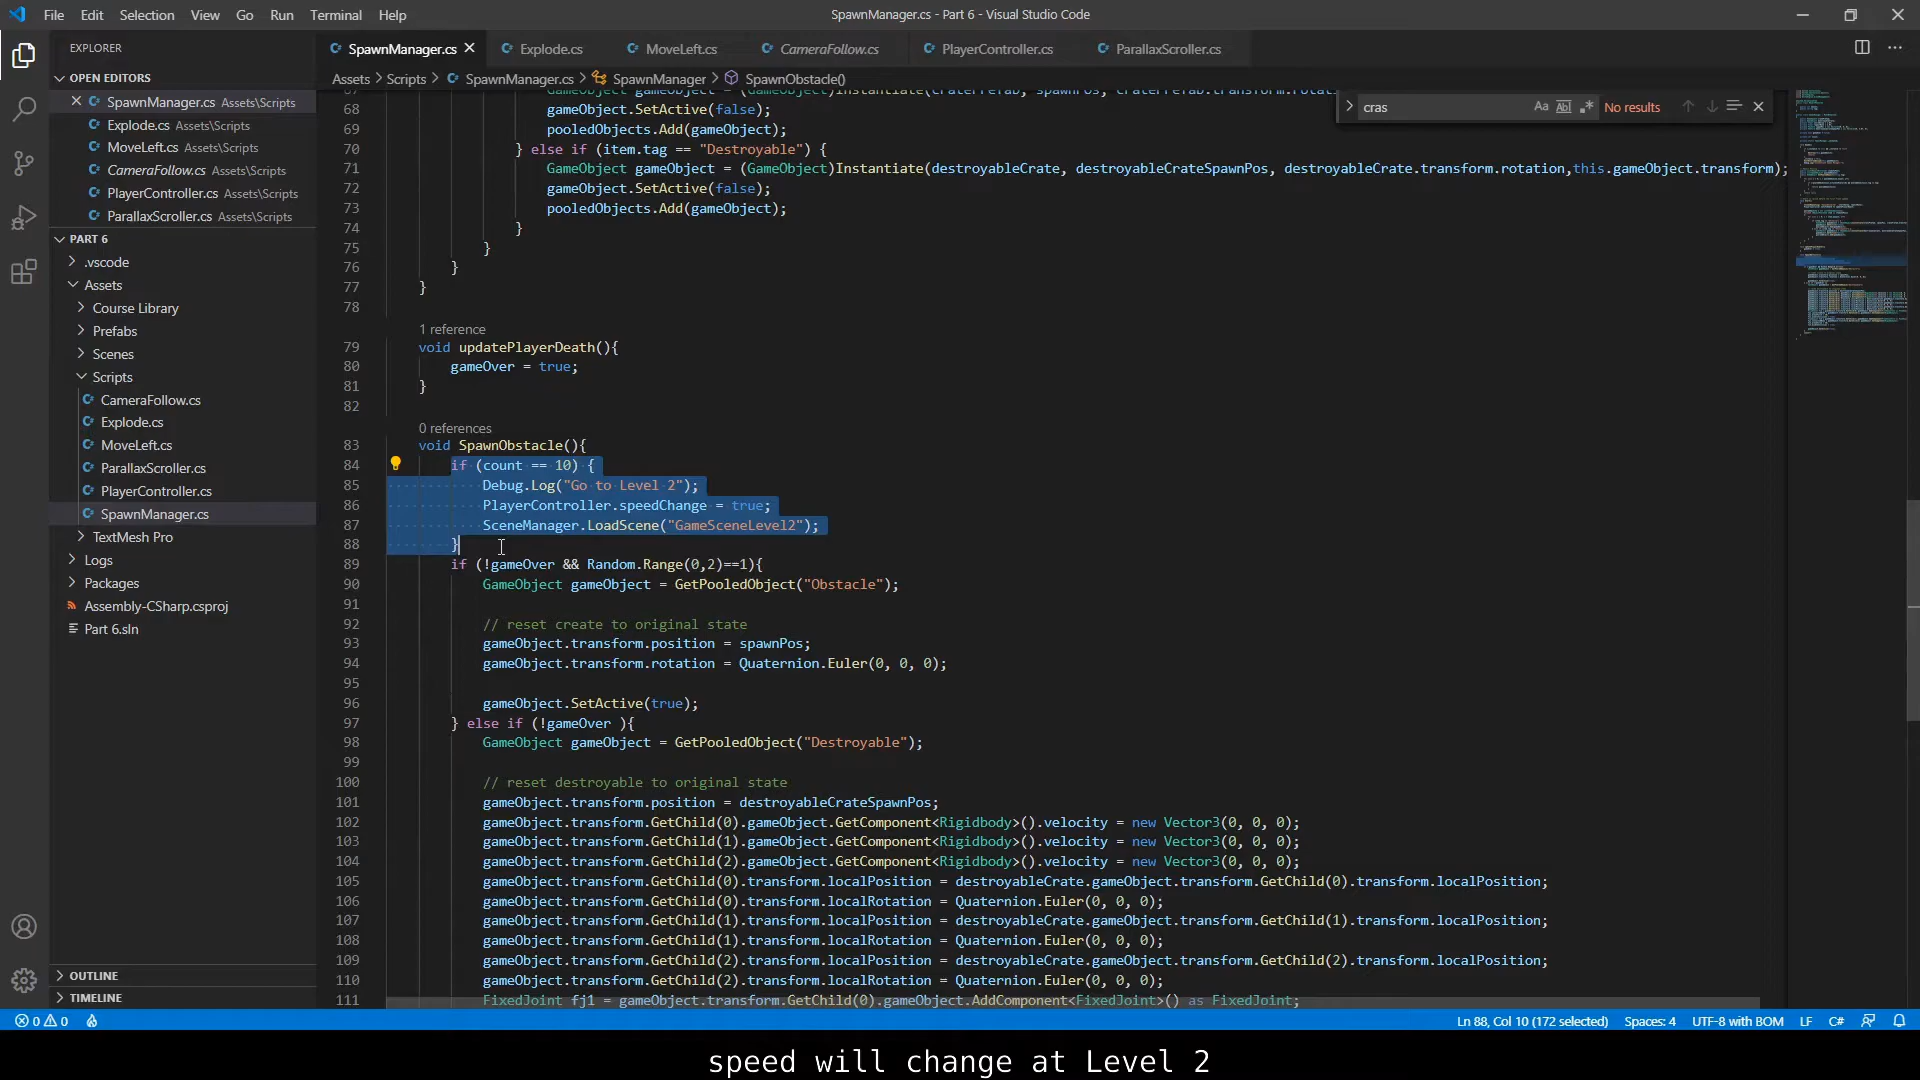 File Edit Selection View Go Run Terminal Help
SpawnManager.cs - Part 6 - Visual Studio Code
EXPLORER
OPEN EDITORS
SpawnManager.cs Assets\Scripts
Explode.cs Assets\Scripts
MoveLeft.cs Assets\Scripts
CameraFollow.cs Assets\Scripts
PlayerController.cs Assets\Scripts
ParallaxScroller.cs Assets\Scripts
PART 6
.vscode
Assets
Course Library
Prefabs
Scenes
Scripts
CameraFollow.cs
Explode.cs
MoveLeft.cs
ParallaxScroller.cs
PlayerController.cs
SpawnManager.cs
TextMesh Pro
Logs
Packages
Assembly-CSharp.csproj
Part 6.sln
OUTLINE
TIMELINE
SpawnManager.cs Explode.cs MoveLeft.cs CameraFollow.cs PlayerController.cs ParallaxScroller.cs
Assets > Scripts > SpawnManager.cs > SpawnManager > SpawnObstacle()
cras Aa Abl .* No results
68 gameObject.SetActive(false);
69 pooledObjects.Add(gameObject);
70 } else if (item.tag == "Destroyable") {
71 GameObject gameObject = (GameObject)Instantiate(destroyableCrate, destroyableCrateSpawnPos, destroyableCrate.transform.rotation,this.gameObject.transform);
72 gameObject.SetActive(false);
73 pooledObjects.Add(gameObject);
74 }
75 }
76 }
77 }
78
1 reference
79 void updatePlayerDeath(){
80 gameOver = true;
81 }
82
0 references
83 void SpawnObstacle(){
84 if (count == 10) {
85 Debug.Log("Go to Level 2");
86 PlayerController.speedChange = true;
87 SceneManager.LoadScene("GameSceneLevel2");
88 }
89 if (!gameOver && Random.Range(0,2)==1){
90 GameObject gameObject = GetPooledObject("Obstacle");
91
92 // reset create to original state
93 gameObject.transform.position = spawnPos;
94 gameObject.transform.rotation = Quaternion.Euler(0, 0, 0);
95
96 gameObject.SetActive(true);
97 } else if (!gameOver ){
98 GameObject gameObject = GetPooledObject("Destroyable");
99
100 // reset destroyable to original state
101 gameObject.transform.position = destroyableCrateSpawnPos;
102 gameObject.transform.GetChild(0).gameObject.GetComponent<Rigidbody>().velocity = new Vector3(0, 0, 0);
103 gameObject.transform.GetChild(1).gameObject.GetComponent<Rigidbody>().velocity = new Vector3(0, 0, 0);
104 gameObject.transform.GetChild(2).gameObject.GetComponent<Rigidbody>().velocity = new Vector3(0, 0, 0);
105 gameObject.transform.GetChild(0).transform.localPosition = destroyableCrate.gameObject.transform.GetChild(0).transform.localPosition;
106 gameObject.transform.GetChild(0).transform.localRotation = Quaternion.Euler(0, 0, 0);
107 gameObject.transform.GetChild(1).transform.localPosition = destroyableCrate.gameObject.transform.GetChild(1).transform.localPosition;
108 gameObject.transform.GetChild(1).transform.localRotation = Quaternion.Euler(0, 0, 0);
109 gameObject.transform.GetChild(2).transform.localPosition = destroyableCrate.gameObject.transform.GetChild(2).transform.localPosition;
110 gameObject.transform.GetChild(2).transform.localRotation = Quaternion.Euler(0, 0, 0);
111 FixedJoint fj1 = gameObject.transform.GetChild(0).gameObject.AddComponent<FixedJoint>() as FixedJoint;
0 0 Ln 88, Col 10 (172 selected) Spaces: 4 UTF-8 with BOM LF C#
speed will change at Level 2